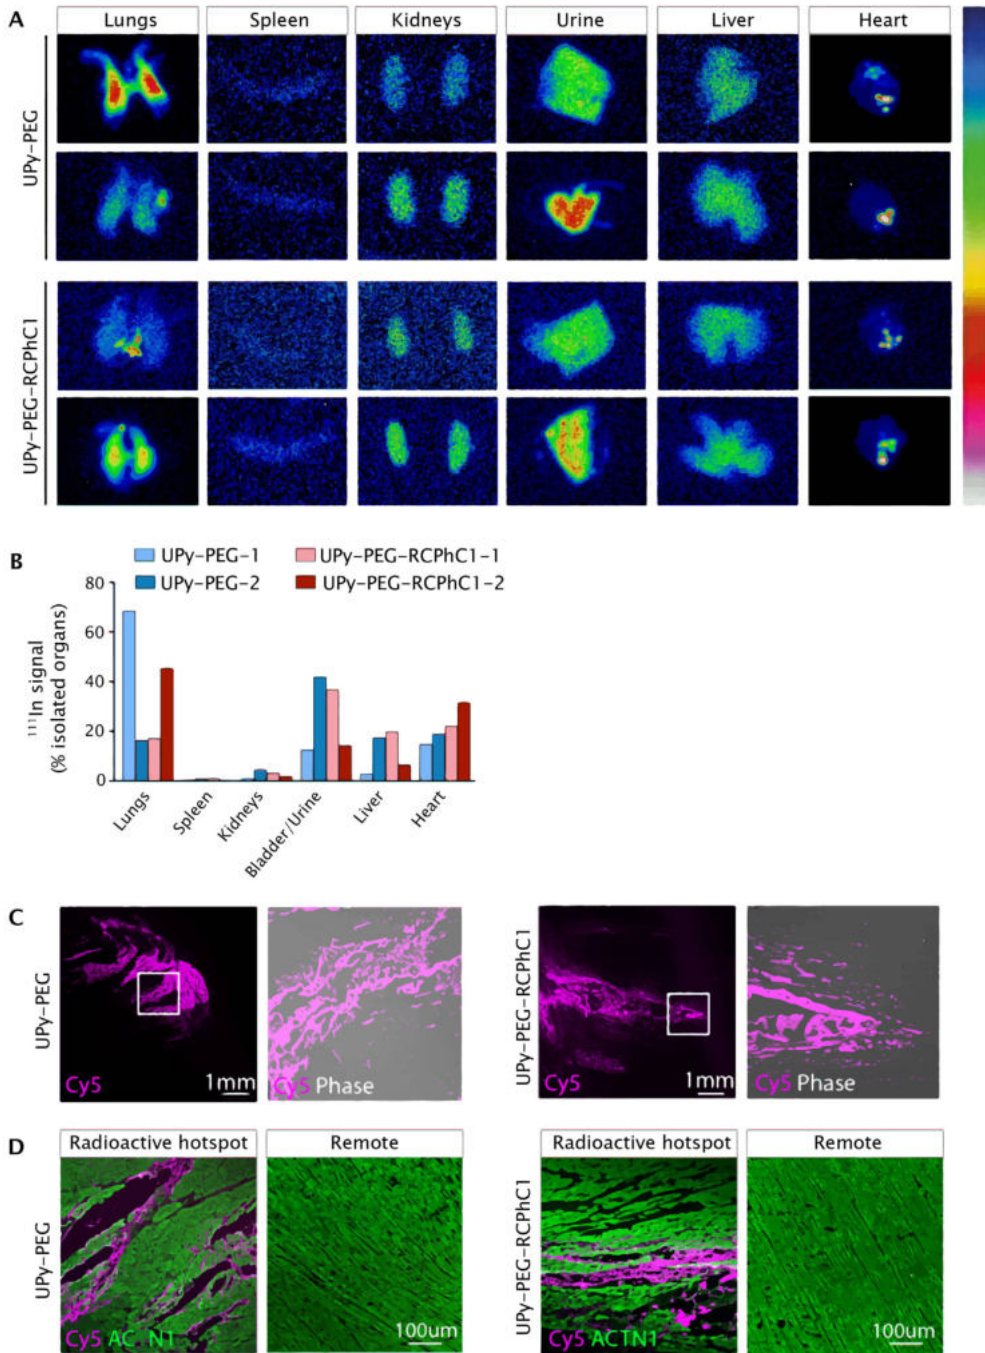 A
Lungs Spleen Kidneys Urine Liver Heart
UPy-PEG
UPy-PEG-RCPhC1
B
UPy-PEG-1 UPy-PEG-RCPhC1-1
UPy-PEG-2 UPy-PEG-RCPhC1-2
¹¹¹In signal
(% isolated organs)
80
60
40
20
0
Lungs
Spleen
Kidneys
Bladder/Urine
Liver
Heart
C
UPy-PEG
Cy5 1mm
Cy5 Phase
UPy-PEG-RCPhC1
Cy5 1mm
Cy5 Phase
D
Radioactive hotspot Remote Radioactive hotspot Remote
UPy-PEG
Cy5 AC N1
100um
UPy-PEG-RCPhC1
Cy5 ACTN1
100um